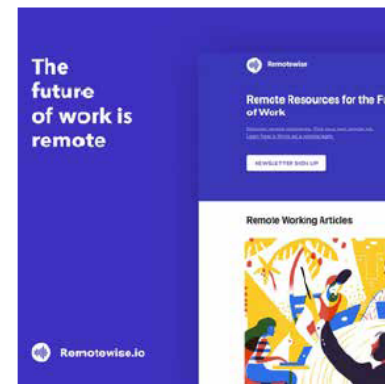 The
future
of work is
remote
Remotewise.io
Remotewise
Remote Resources for the Fu
of Work
NEWSLETTER SIGN UP
Remote Working Articles